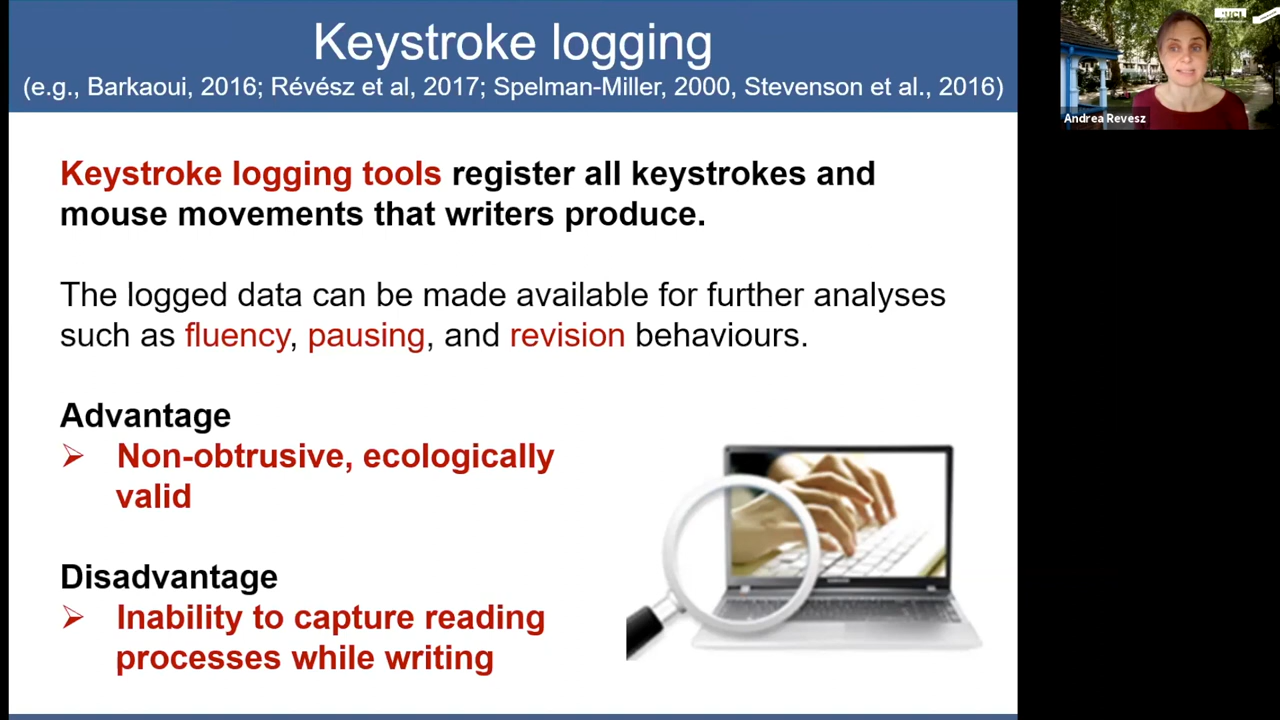 Keystroke logging
(e.g., Barkaoui, 2016; Révész et al, 2017; Spelman-Miller, 2000, Stevenson et al., 2016)
Keystroke logging tools register all keystrokes and
mouse movements that writers produce.
The logged data can be made available for further analyses
such as fluency, pausing, and revision behaviours.
Advantage
➢ Non-obtrusive, ecologically
valid
Disadvantage
➢ Inability to capture reading
processes while writing
Andrea Revesz